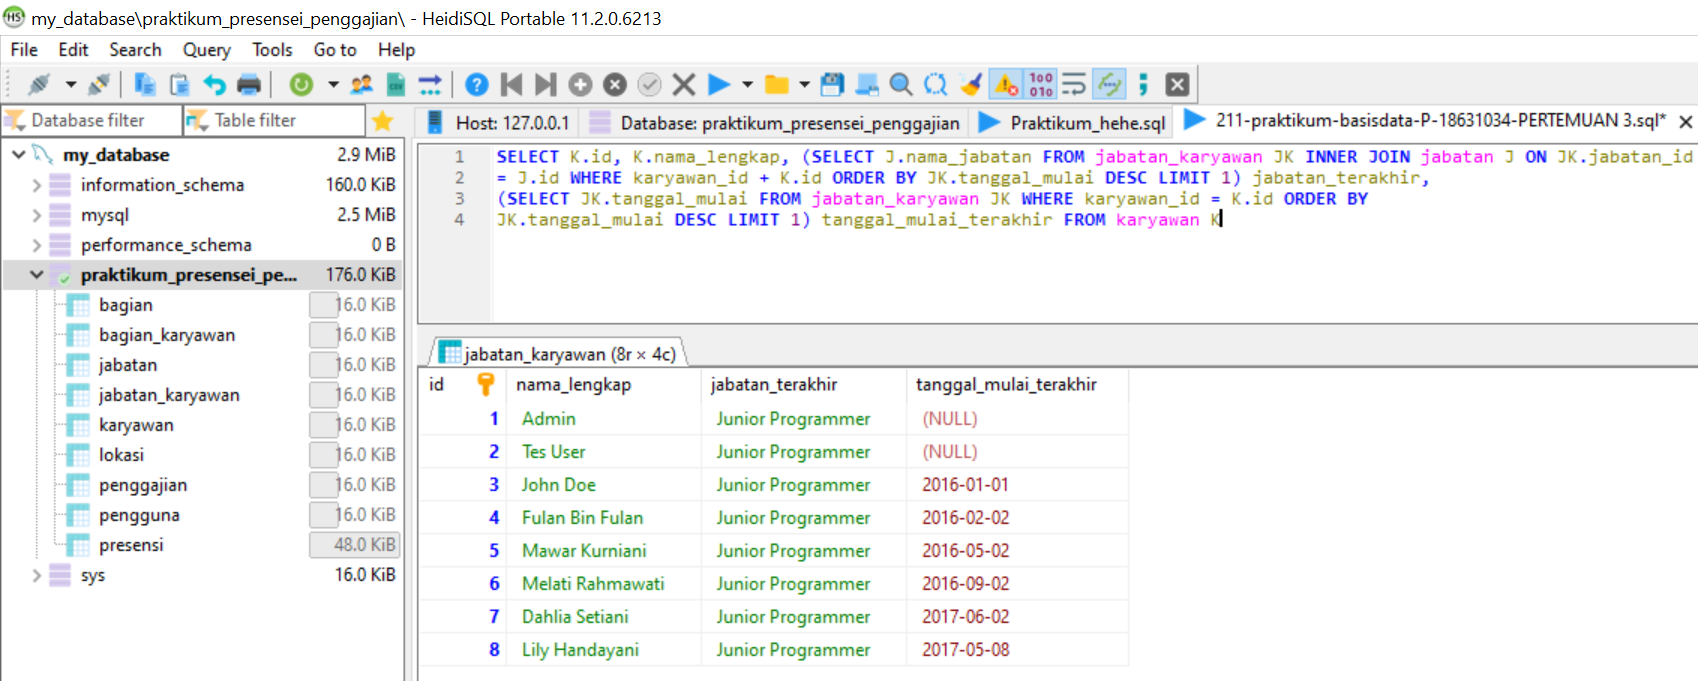 my_database\praktikum_presensei_penggajian\ - HeidiSQL Portable 11.2.0.6213
File Edit Search Query Tools Go to Help
Database filter Table filter Host: 127.0.0.1 Database: praktikum_presensei_penggajian Praktikum_hehe.sql 211-praktikum-basisdata-P-18631034-PERTEMUAN 3.sql*
my_database 2.9 MiB
information_schema 160.0 KiB
mysql 2.5 MiB
performance_schema 0 B
praktikum_presensei_pe... 176.0 KiB
bagian 16.0 KiB
bagian_karyawan 16.0 KiB
jabatan 16.0 KiB
jabatan_karyawan 16.0 KiB
karyawan 16.0 KiB
lokasi 16.0 KiB
penggajian 16.0 KiB
pengguna 16.0 KiB
presensi 48.0 KiB
sys 16.0 KiB
1 SELECT K.id, K.nama_lengkap, (SELECT J.nama_jabatan FROM jabatan_karyawan JK INNER JOIN jabatan J ON JK.jabatan_id
2 = J.id WHERE karyawan_id + K.id ORDER BY JK.tanggal_mulai DESC LIMIT 1) jabatan_terakhir,
3 (SELECT JK.tanggal_mulai FROM jabatan_karyawan JK WHERE karyawan_id = K.id ORDER BY
4 JK.tanggal_mulai DESC LIMIT 1) tanggal_mulai_terakhir FROM karyawan K
jabatan_karyawan (8r × 4c)
id nama_lengkap jabatan_terakhir tanggal_mulai_terakhir
1 Admin Junior Programmer (NULL)
2 Tes User Junior Programmer (NULL)
3 John Doe Junior Programmer 2016-01-01
4 Fulan Bin Fulan Junior Programmer 2016-02-02
5 Mawar Kurniani Junior Programmer 2016-05-02
6 Melati Rahmawati Junior Programmer 2016-09-02
7 Dahlia Setiani Junior Programmer 2017-06-02
8 Lily Handayani Junior Programmer 2017-05-08